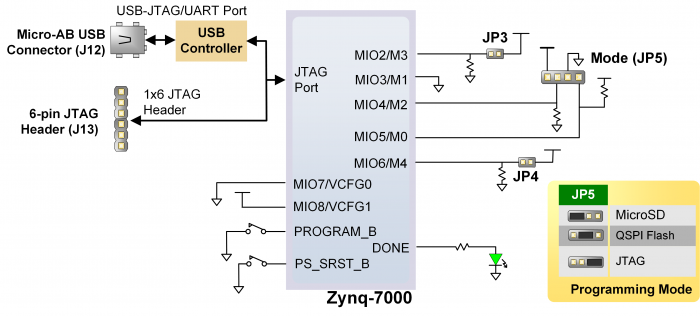 USB-JTAG/UART Port
Micro-AB USB
Connector (J12)
USB
Controller
6-pin JTAG
Header (J13)
1x6 JTAG
Header
JTAG
Port
MIO2/M3
MIO3/M1
MIO4/M2
MIO5/M0
MIO6/M4
MIO7/VCFG0
MIO8/VCFG1
PROGRAM_B
DONE
PS_SRST_B
Zynq-7000
JP3
Mode (JP5)
JP4
JP5
MicroSD
QSPI Flash
JTAG
Programming Mode